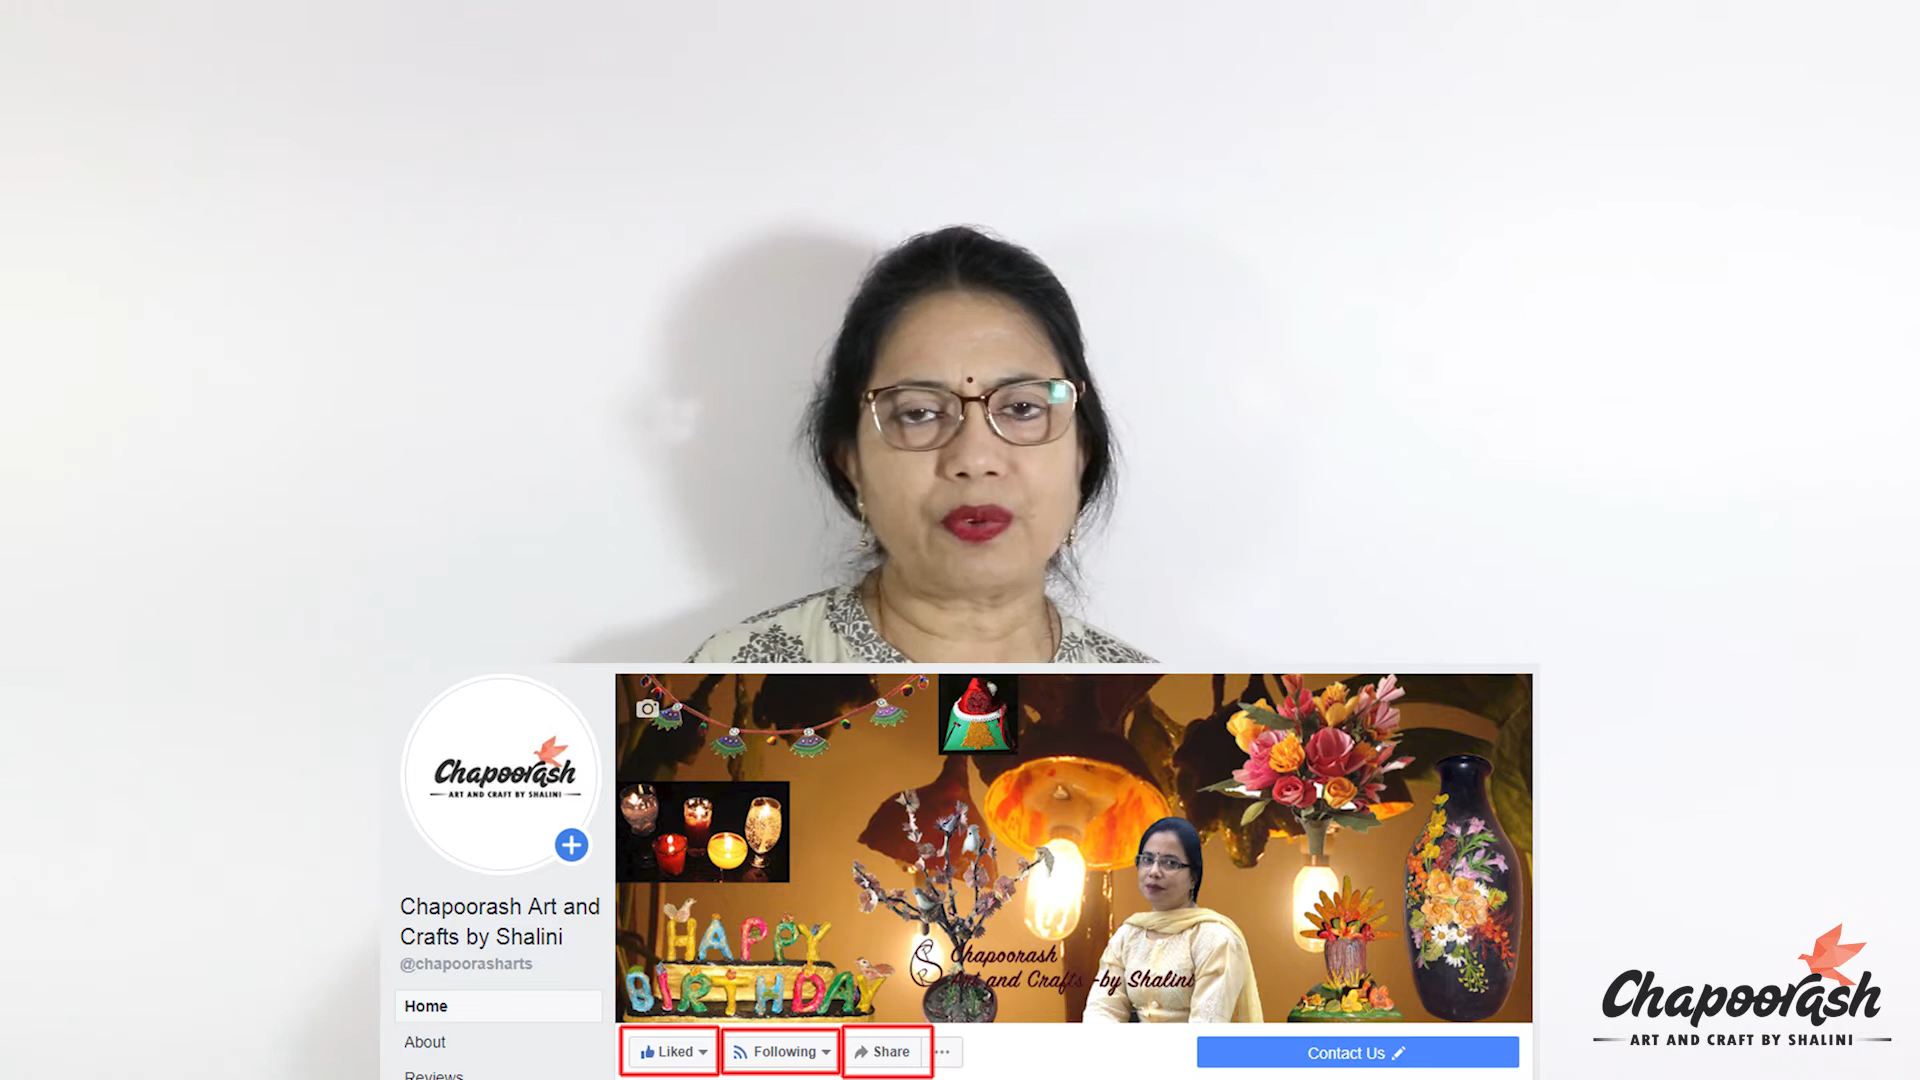 Chapoorash
ART AND CRAFT BY SHALINI
Chapoorash Art and
Crafts by Shalini
@chapoorasharts
Home
About
Reviews
HAPPY
BIRTHDAY
Chapoorash
Art and Crafts -by Shalini
Liked
Following
Share
Contact Us
Chapoorash
ART AND CRAFT BY SHALINI